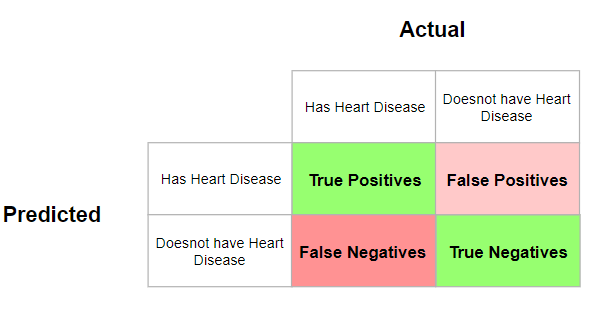 Actual
Has Heart Disease
Doesnot have Heart
Disease
Has Heart Disease
True Positives
False Positives
Predicted
Doesnot have Heart
Disease
False Negatives
True Negatives